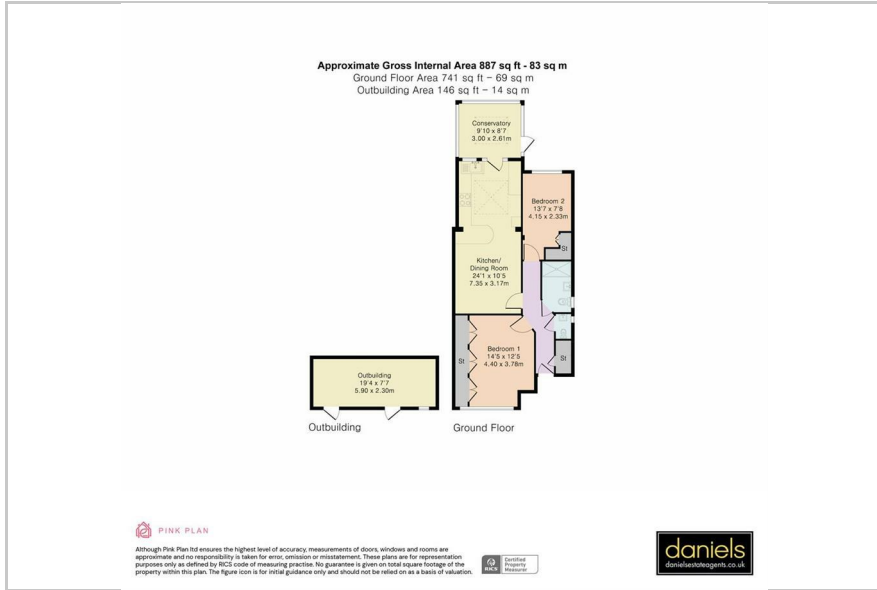 Approximate Gross Internal Area 887 sq ft - 83 sq m
Ground Floor Area 741 sq ft – 69 sq m
Outbuilding Area 146 sq ft – 14 sq m
Conservatory
9'10 x 8'7
3.00 x 2.61m
Bedroom 2
13'7 x 7'8
4.15 x 2.33m
St
Kitchen/
Dining Room
24'1 x 10'5
7.35 x 3.17m
Bedroom 1
14'5 x 12'5
4.40 x 3.78m
St
St
Outbuilding
19'4 x 7'7
5.90 x 2.30m
Outbuilding
Ground Floor
PINK PLAN
Although Pink Plan ltd ensures the highest level of accuracy, measurements of doors, windows and rooms are
approximate and no responsibility is taken for error, omission or misstatement. These plans are for representation
purposes only as defined by RICS code of measuring practise. No guarantee is given on total square footage of the
property within this plan. The figure icon is for initial guidance only and should not be relied on as a basis of valuation.
RICS
Certified
Property
Measurer
daniels
danielsestateagents.co.uk